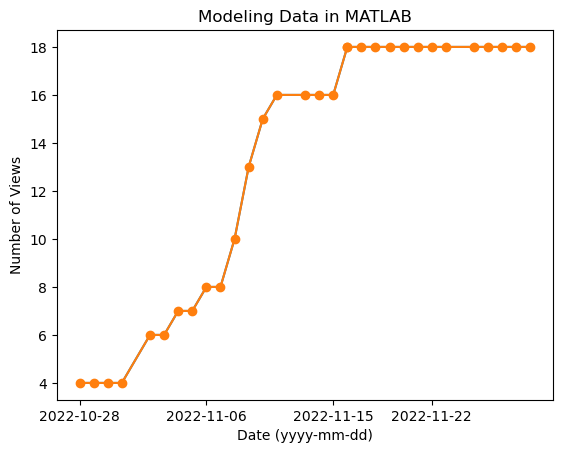 Modeling Data in MATLAB
18
16
14
12
10
8
6
4
Number of Views
2022-10-28 2022-11-06 2022-11-15 2022-11-22
Date (yyyy-mm-dd)